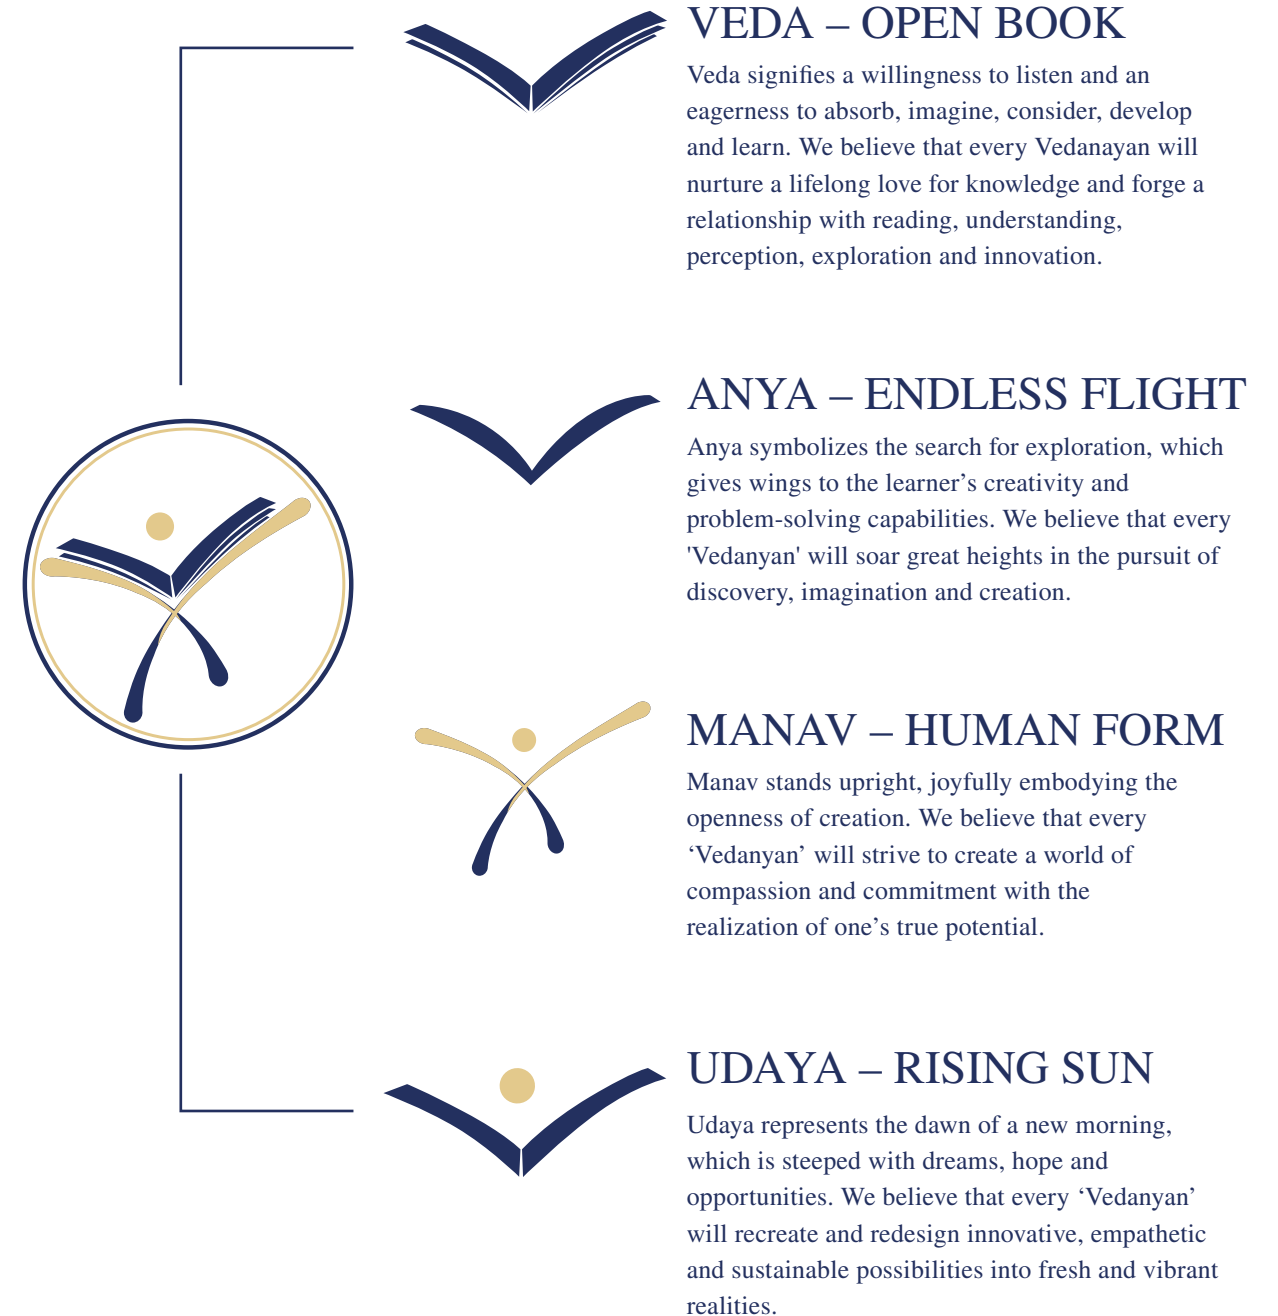 VEDA – OPEN BOOK
Veda signifies a willingness to listen and an
eagerness to absorb, imagine, consider, develop
and learn. We believe that every Vedanayan will
nurture a lifelong love for knowledge and forge a
relationship with reading, understanding,
perception, exploration and innovation.
ANYA – ENDLESS FLIGHT
Anya symbolizes the search for exploration, which
gives wings to the learner’s creativity and
problem-solving capabilities. We believe that every
'Vedanyan' will soar great heights in the pursuit of
discovery, imagination and creation.
MANAV – HUMAN FORM
Manav stands upright, joyfully embodying the
openness of creation. We believe that every
‘Vedanyan’ will strive to create a world of
compassion and commitment with the
realization of one’s true potential.
UDAYA – RISING SUN
Udaya represents the dawn of a new morning,
which is steeped with dreams, hope and
opportunities. We believe that every ‘Vedanyan’
will recreate and redesign innovative, empathetic
and sustainable possibilities into fresh and vibrant
realities.